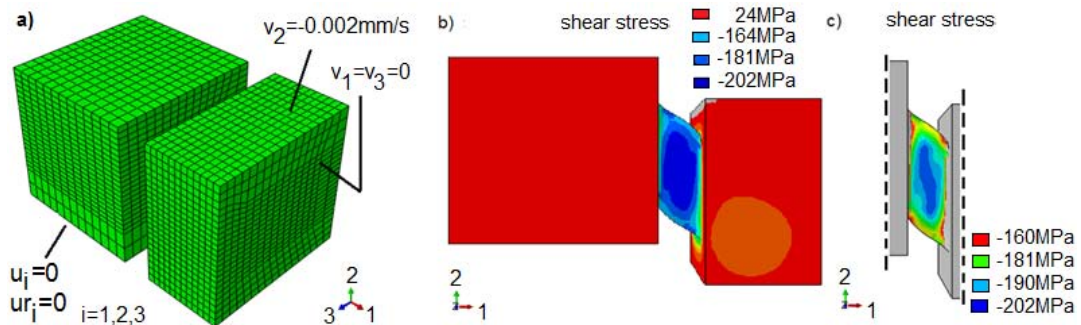 a)
v2=-0.002mm/s
v1=v3=0
ui=0
uri=0
i=1,2,3
2
3
1
b)
shear stress
24MPa
-164MPa
-181MPa
-202MPa
2
1
c)
shear stress
-160MPa
-181MPa
-190MPa
-202MPa
2
1